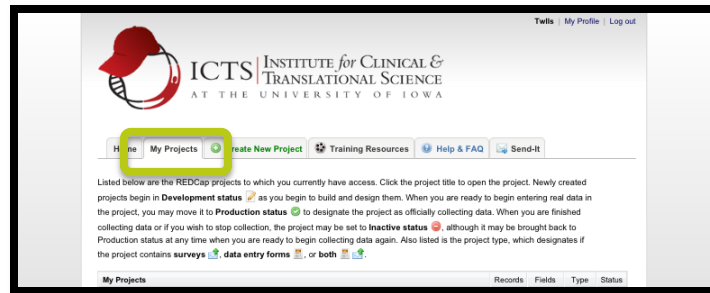 Twlis | My Profile | Log out
ICTS INSTITUTE for CLINICAL &
TRANSLATIONAL SCIENCE
AT THE UNIVERSITY OF IOWA
My Projects Create New Project Training Resources Help & FAQ Send-It
Listed below are the REDCap projects to which you currently have access. Click the project title to open the project. Newly created
projects begin in Development status as you begin to build and design them. When you are ready to begin entering real data in
the project, you may move it to Production status to designate the project as officially collecting data. When you are finished
collecting data or if you wish to stop collection, the project may be set to Inactive status , although it may be brought back to
Production status at any time when you are ready to begin collecting data again. Also listed is the project type, which designates if
the project contains surveys , data entry forms , or both .
My Projects Records Fields Type Status